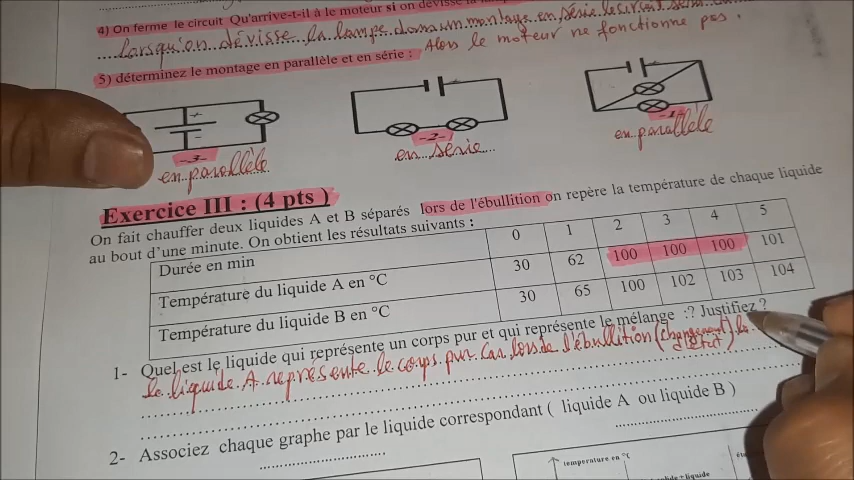 4) On ferme le circuit Qu'arrive-t-il à le moteur si on dévisse la
Lorsqu'on dévisse la lampe dans un montage en série le circuit
Alors le moteur ne fonctionne pas.
5) déterminez le montage en parallèle et en série :
-3- -2- -1-
en parallèle en série en parallèle
Exercice III : (4 pts )
On fait chauffer deux liquides A et B séparés lors de l'ébullition on repère la température de chaque liquide
au bout d'une minute. On obtient les résultats suivants :
Durée en min 0 1 2 3 4 5
Température du liquide A en °C 30 62 100 100 100 101
Température du liquide B en °C 30 65 100 102 103 104
1- Quel est le liquide qui représente un corps pur et qui représente le mélange :? Justifiez ?
le liquide A représente le corps pur Car lors de l'ébullition (changement d'état) la
2- Associez chaque graphe par le liquide correspondant ( liquide A ou liquide B )
temperature en °C
+ liquide